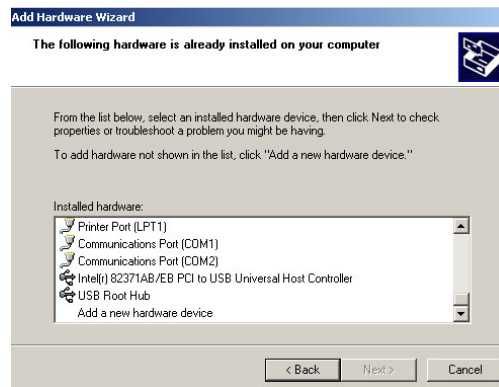 Add Hardware Wizard
The following hardware is already installed on your computer
From the list below, select an installed hardware device, then click Next to check
properties or troubleshoot a problem you might be having.
To add hardware not shown in the list, click "Add a new hardware device."
Installed hardware:
Printer Port (LPT1)
Communications Port (COM1)
Communications Port (COM2)
Intel(r) 82371AB/EB PCI to USB Universal Host Controller
USB Root Hub
Add a new hardware device
< Back Next > Cancel